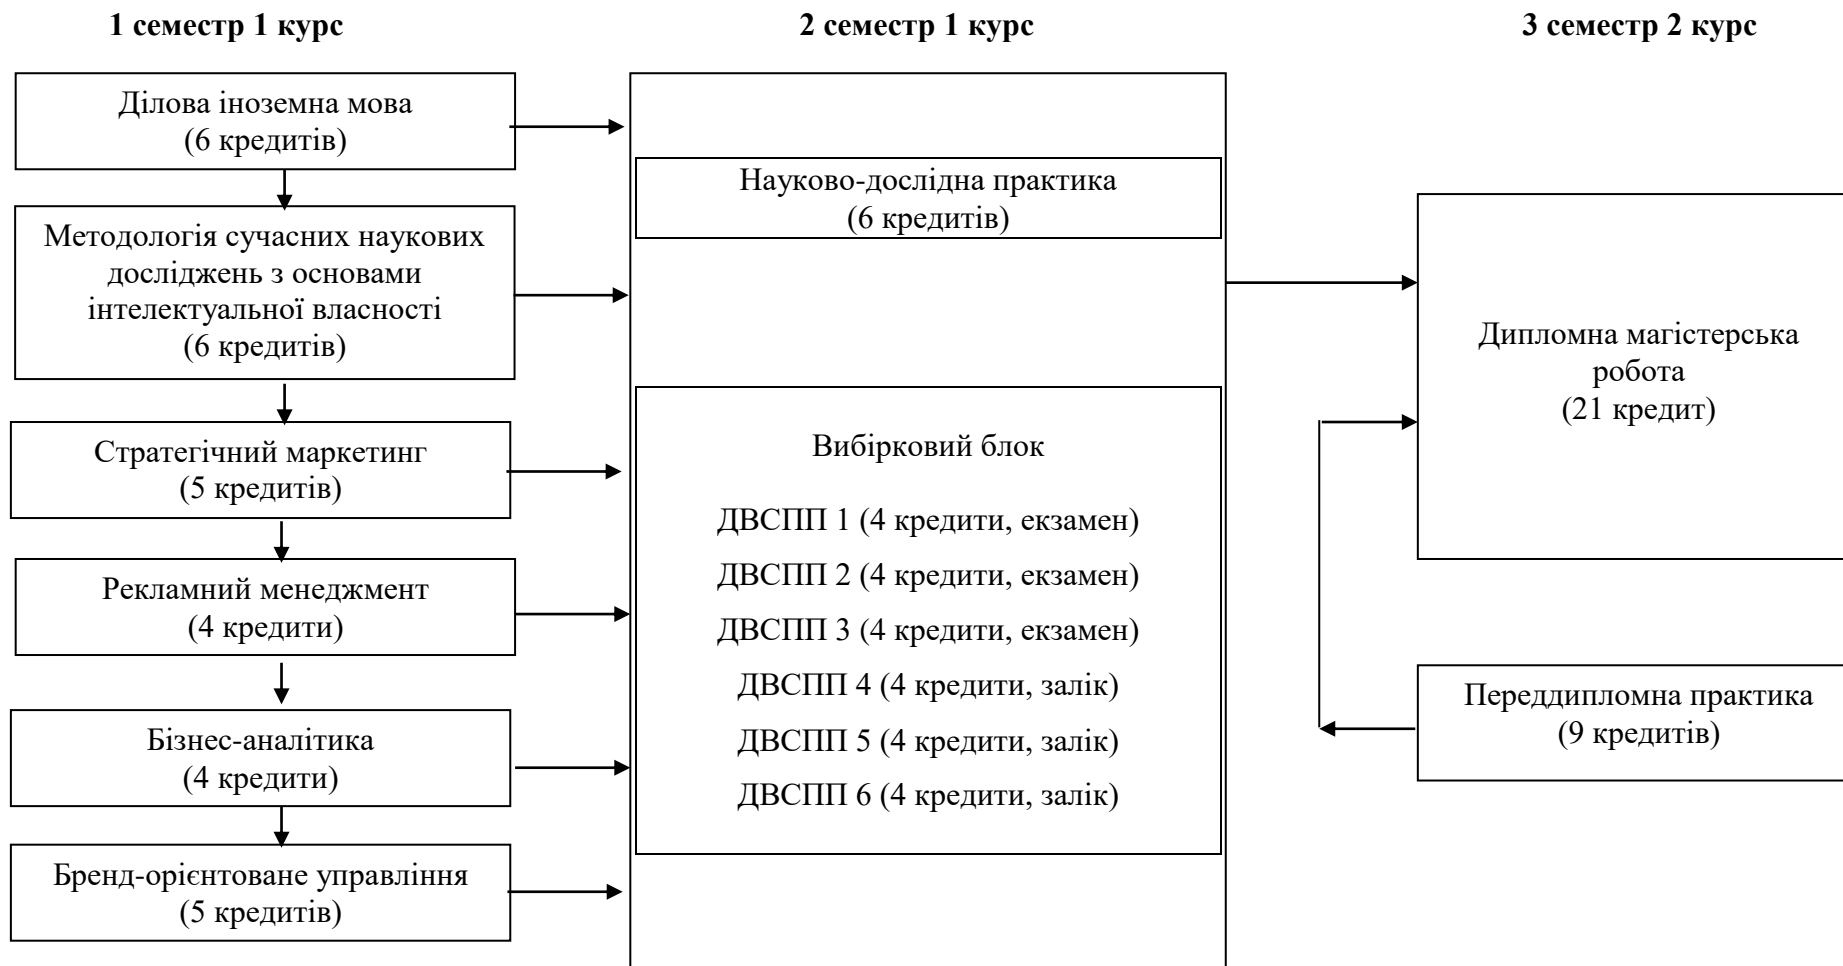 1 семестр 1 курс
2 семестр 1 курс
3 семестр 2 курс
Ділова іноземна мова
(6 кредитів)
Методологія сучасних наукових
досліджень з основами
інтелектуальної власності
(6 кредитів)
Стратегічний маркетинг
(5 кредитів)
Рекламний менеджмент
(4 кредити)
Бізнес-аналітика
(4 кредити)
Бренд-орієнтоване управління
(5 кредитів)
Науково-дослідна практика
(6 кредитів)
Вибірковий блок
ДВСПП 1 (4 кредити, екзамен)
ДВСПП 2 (4 кредити, екзамен)
ДВСПП 3 (4 кредити, екзамен)
ДВСПП 4 (4 кредити, залік)
ДВСПП 5 (4 кредити, залік)
ДВСПП 6 (4 кредити, залік)
Дипломна магістерська
робота
(21 кредит)
Переддипломна практика
(9 кредитів)